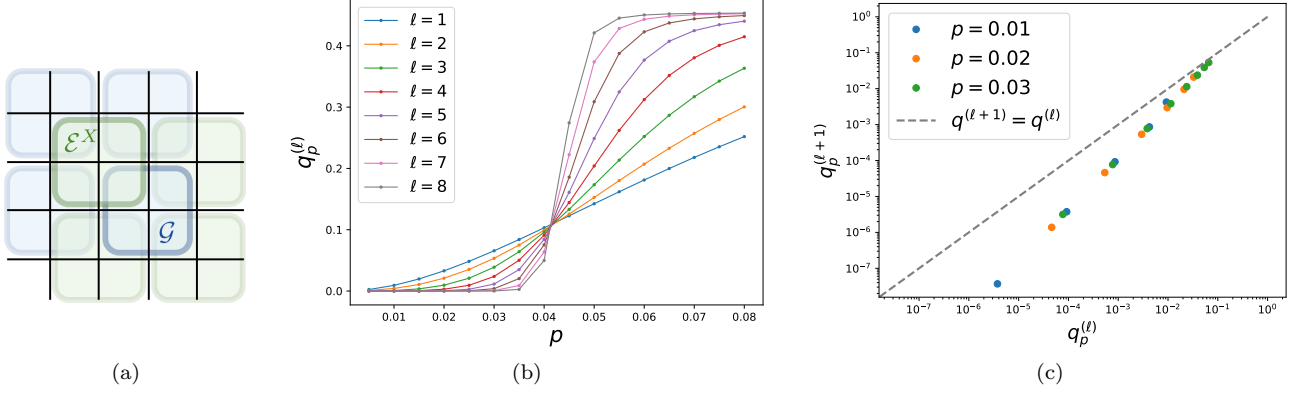 ℰ^X
𝒢
(a)
q_p^{(ℓ)}
0.4
0.3
0.2
0.1
0.0
ℓ = 1
ℓ = 2
ℓ = 3
ℓ = 4
ℓ = 5
ℓ = 6
ℓ = 7
ℓ = 8
0.01 0.02 0.03 0.04 0.05 0.06 0.07 0.08
p
(b)
q_p^{(ℓ+1)}
10^0
10^{-1}
10^{-2}
10^{-3}
10^{-4}
10^{-5}
10^{-6}
10^{-7}
p = 0.01
p = 0.02
p = 0.03
q^{(ℓ+1)} = q^{(ℓ)}
10^{-7} 10^{-6} 10^{-5} 10^{-4} 10^{-3} 10^{-2} 10^{-1} 10^0
q_p^{(ℓ)}
(c)